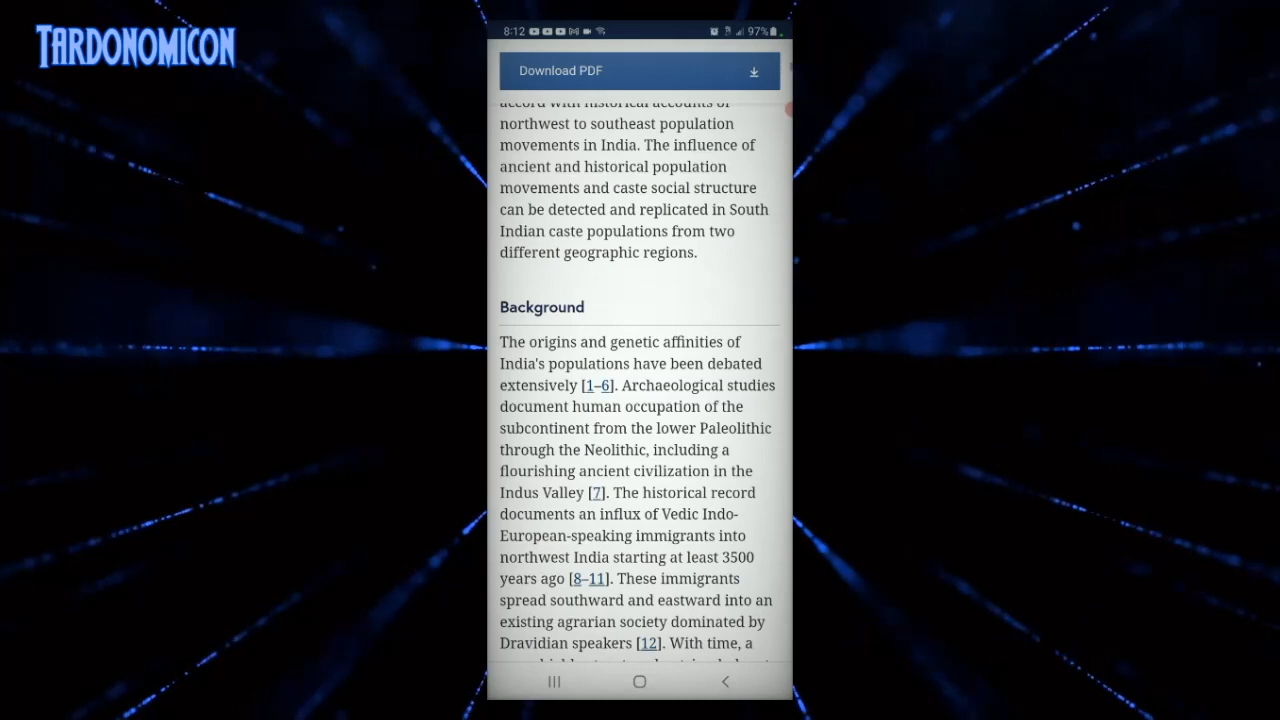 TARDONOMICON
8:12
97%
Download PDF
accord with historical accounts of
northwest to southeast population
movements in India. The influence of
ancient and historical population
movements and caste social structure
can be detected and replicated in South
Indian caste populations from two
different geographic regions.
Background
The origins and genetic affinities of
India's populations have been debated
extensively [1–6]. Archaeological studies
document human occupation of the
subcontinent from the lower Paleolithic
through the Neolithic, including a
flourishing ancient civilization in the
Indus Valley [7]. The historical record
documents an influx of Vedic Indo-
European-speaking immigrants into
northwest India starting at least 3500
years ago [8–11]. These immigrants
spread southward and eastward into an
existing agrarian society dominated by
Dravidian speakers [12]. With time, a